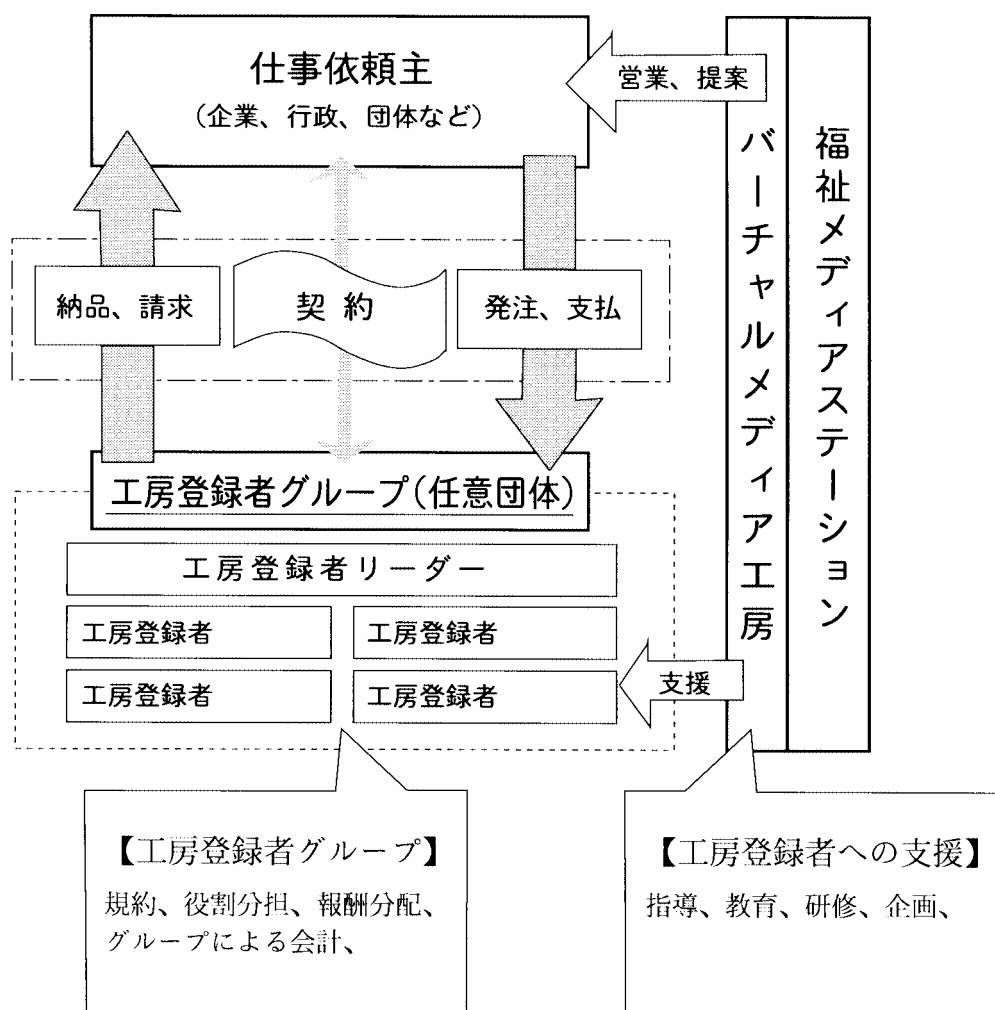 仕事依頼主
(企業、行政、団体など)
営業、提案
バーチャルメディア工房
福祉メディアステーション
納品、請求
契約
発注、支払
工房登録者グループ(任意団体)
工房登録者リーダー
工房登録者
工房登録者
工房登録者
工房登録者
支援
【工房登録者グループ】
規約、役割分担、報酬分配、
グループによる会計、
【工房登録者への支援】
指導、教育、研修、企画、